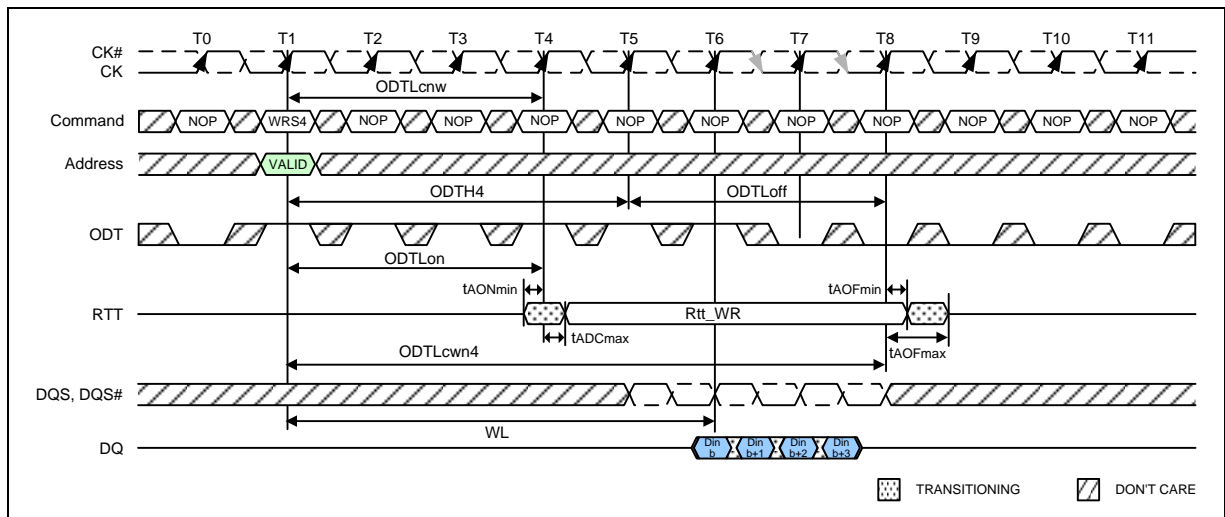 T0 T1 T2 T3 T4 T5 T6 T7 T8 T9 T10 T11
CK#
CK
ODTLcnw
Command NOP WRS4 NOP NOP NOP NOP NOP NOP NOP NOP NOP NOP
Address VALID
ODTH4 ODTLoff
ODT
ODTLon
tAONmin tAOFmin
RTT Rtt_WR
tADCmax tAOFmax
ODTLcwn4
DQS, DQS#
WL
DQ Din b Din b+1 Din b+2 Din b+3
TRANSITIONING DON'T CARE